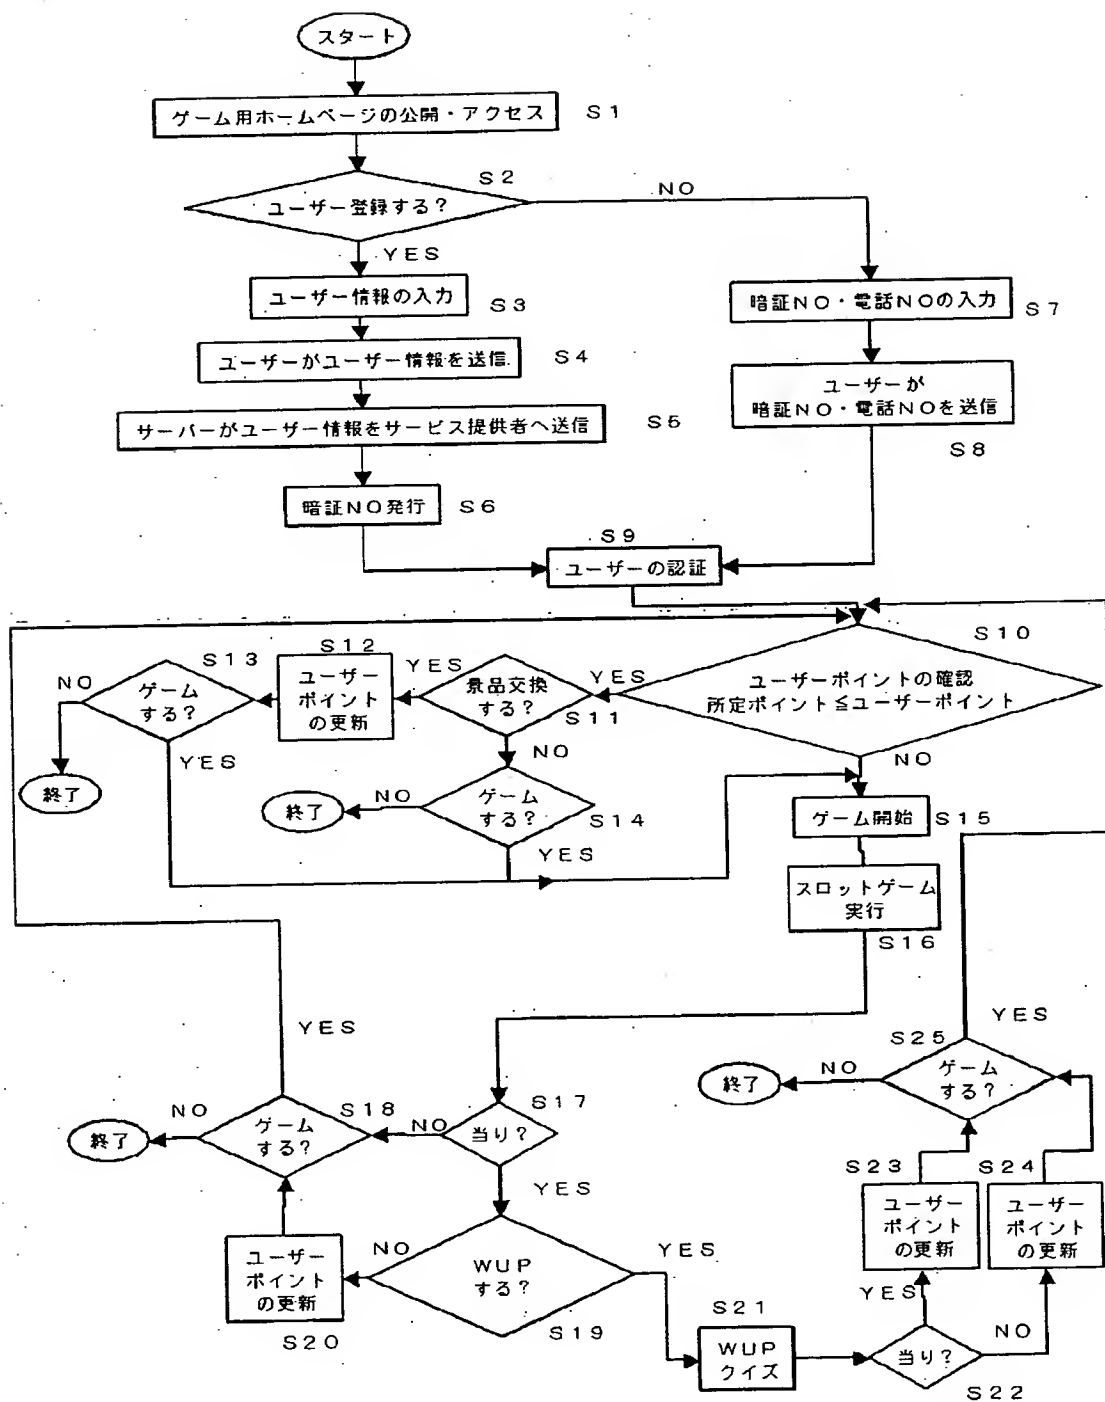 スタート
ゲーム用ホームページの公開・アクセス
S1
S2
ユーザー登録する?
NO
YES
ユーザー情報の入力
S3
暗証NO・電話NOの入力
S7
ユーザーがユーザー情報を送信
S4
ユーザーが
暗証NO・電話NOを送信
S8
サーバーがユーザー情報をサービス提供者へ送信
S5
暗証NO発行
S6
S9
ユーザーの認証
S10
ユーザーポイントの確認
所定ポイント≦ユーザーポイント
YES
NO
景品交換
する?
S11
YES
NO
S12
ユーザー
ポイント
の更新
S13
ゲーム
する?
NO
YES
終了
ゲーム
する?
S14
NO
YES
終了
ゲーム開始
S15
スロットゲーム
実行
S16
S17
当り?
NO
YES
S18
ゲーム
する?
YES
NO
終了
WUP
する?
S19
NO
YES
ユーザー
ポイント
の更新
S20
S21
WUP
クイズ
当り?
S22
YES
NO
S23
ユーザー
ポイント
の更新
S24
ユーザー
ポイント
の更新
S25
ゲーム
する?
YES
NO
終了